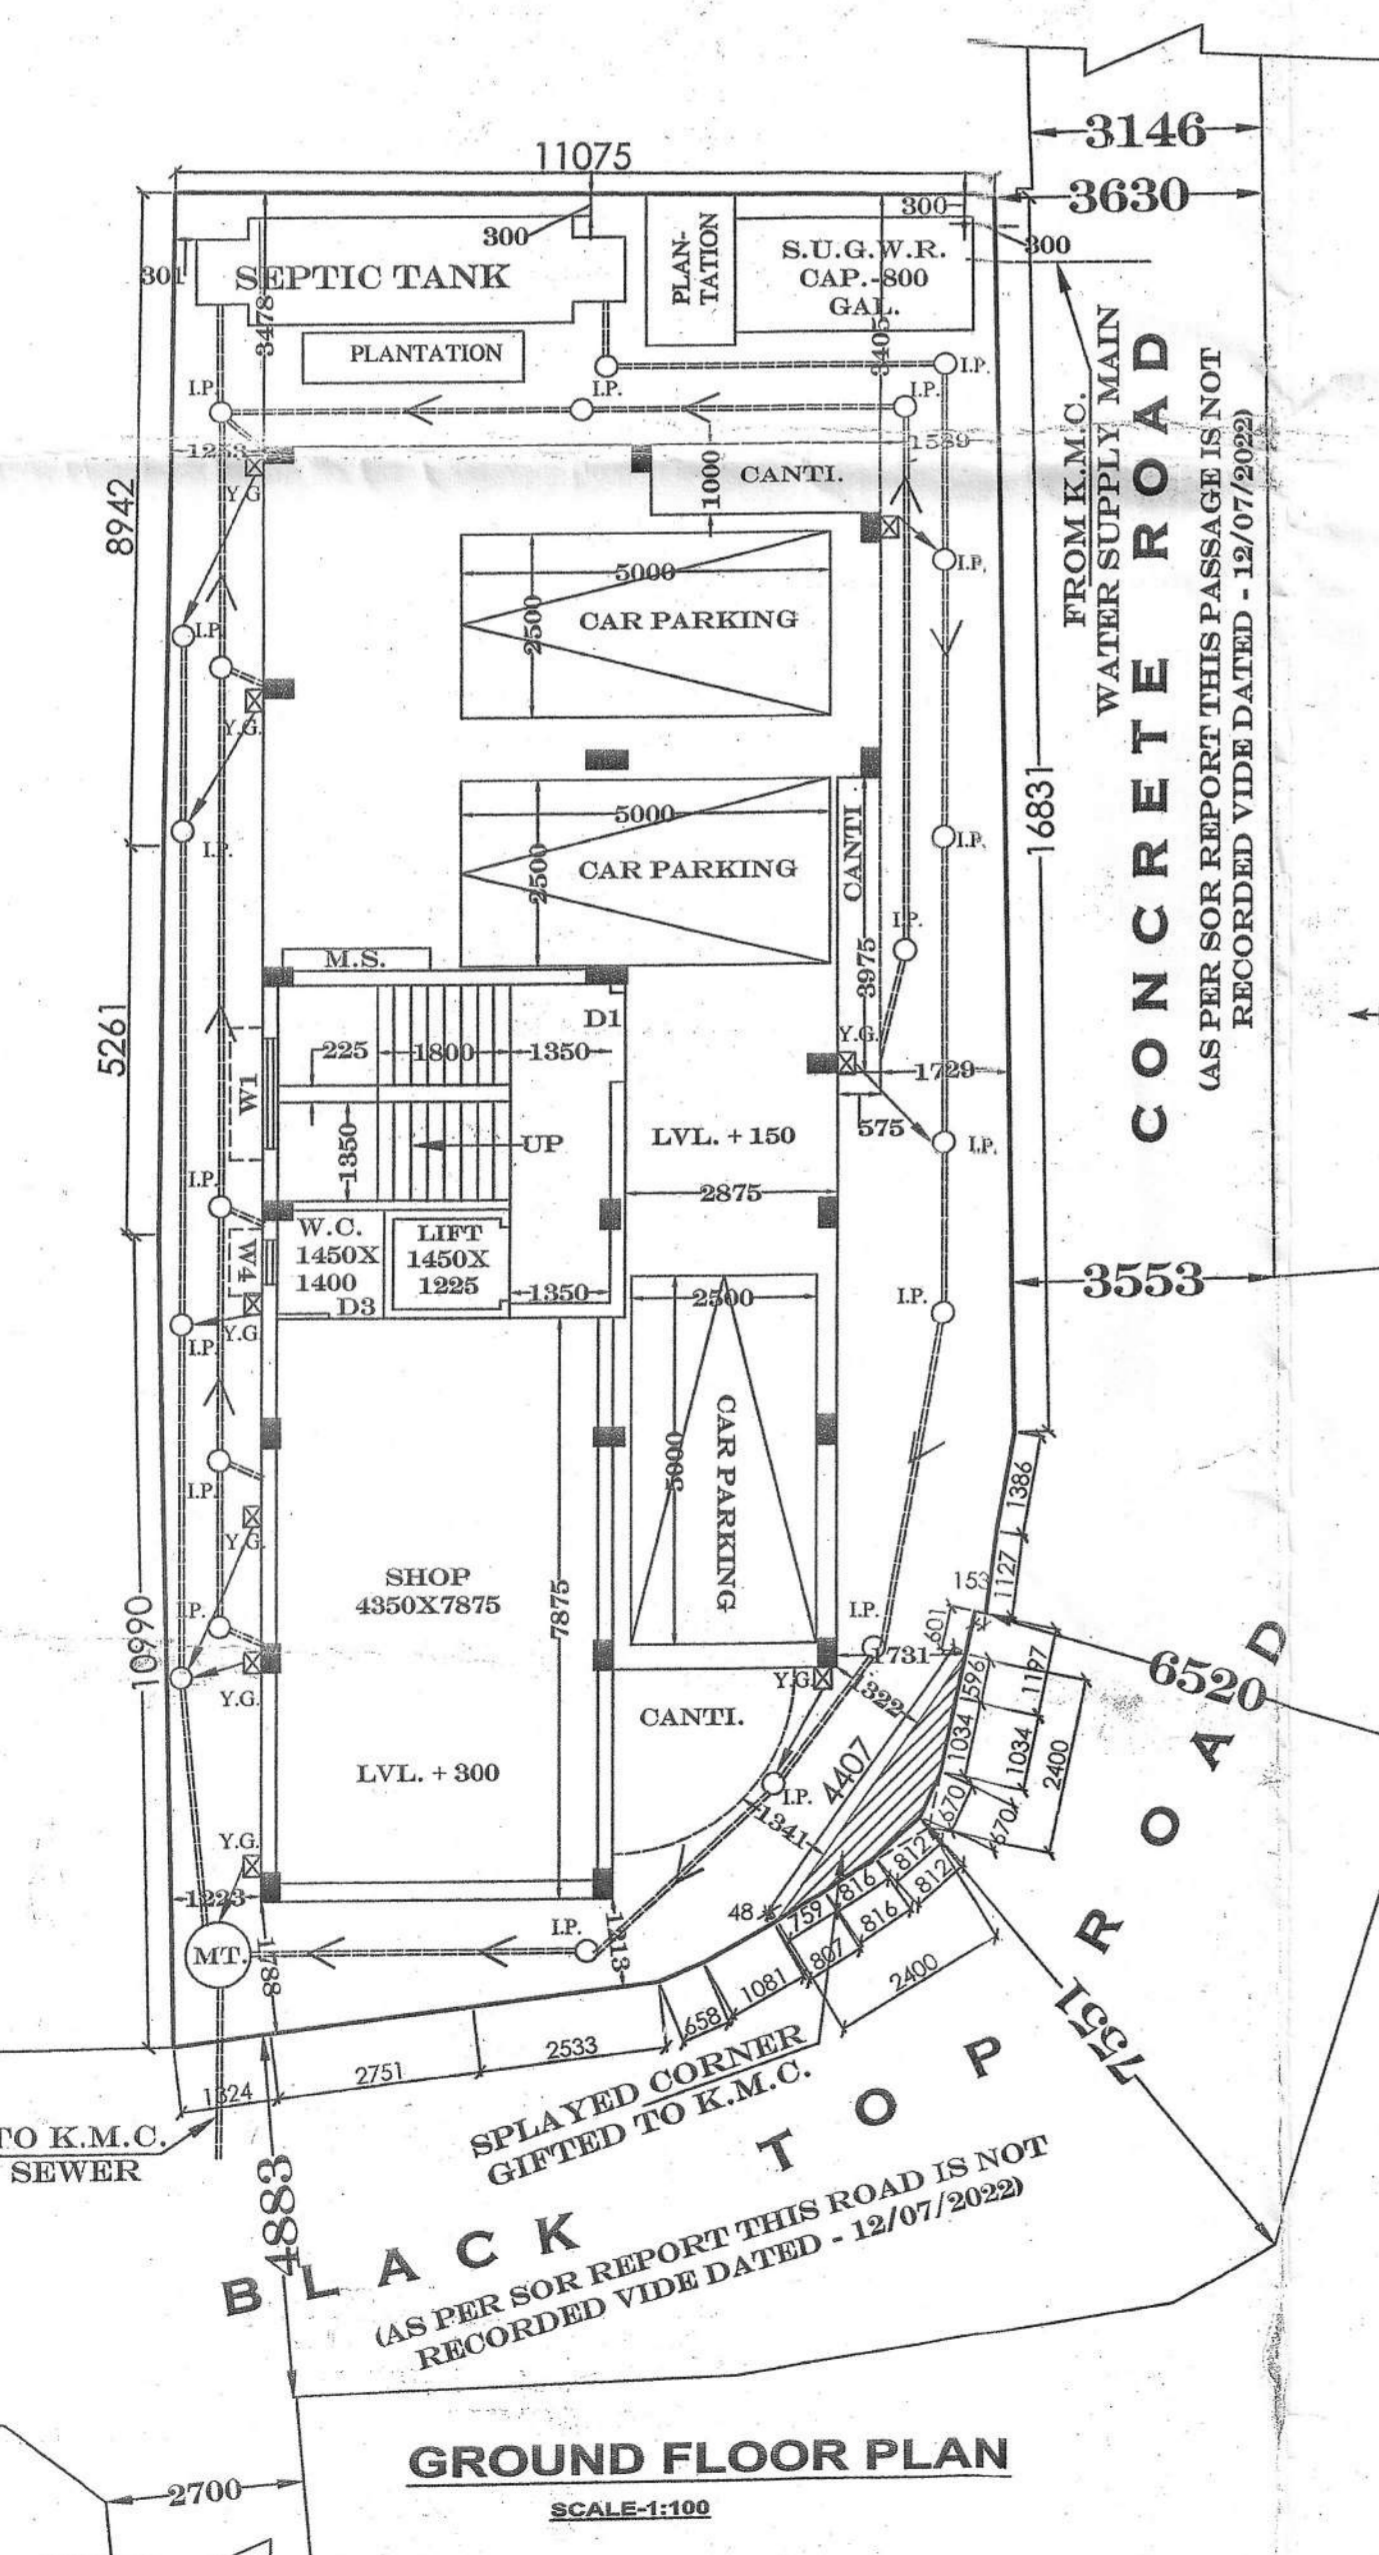 3146
11075
3630
300
300
300
301
SEPTIC TANK
PLAN-
TATION
S.U.G.W.R.
CAP.-800
GAL.
3478
3405
PLANTATION
I.P.
I.P.
I.P.
I.P.
1589
Y.G
1000
CANTI.
8942
FROM K.M.C.
WATER SUPPLY MAIN
CONCRETE ROAD
(AS PER SOR REPORT THIS PASSAGE IS NOT
RECORDED VIDE DATED - 12/07/2022)
5000
2500
CAR PARKING
I.P.
I.P.
Y.G.
16831
5000
2500
CAR PARKING
CANTI.
I.P.
I.P.
I.P.
3975
M.S.
D1
225
1800
1350
5261
W1
Y.G.
1729
575
1350
UP
LVL. + 150
I.P.
I.P.
2875
W.C.
1450X
1400
LIFT
1450X
1225
W4
D3
1350
2500
I.P.
3553
Y.G.
I.P.
5000
CAR PARKING
I.P.
Y.G.
SHOP
4350X7875
7875
1386
1127
153
601
10990
I.P.
I.P.
1731
6520
Y.G.
Y.G.
1322
596
1197
CANTI.
1034
1034
2400
LVL. + 300
4407
I.P.
1341
670
670
Y.G.
812
812
816
816
1223
48
759
807
2400
I.P.
MT.
1788
1213
1081
658
7551
2533
2751
1324
SPLAYED CORNER
GIFTED TO K.M.C.
TO K.M.C.
SEWER
4883
BLACK TOP ROAD
(AS PER SOR REPORT THIS ROAD IS NOT
RECORDED VIDE DATED - 12/07/2022)
GROUND FLOOR PLAN
2700
SCALE-1:100